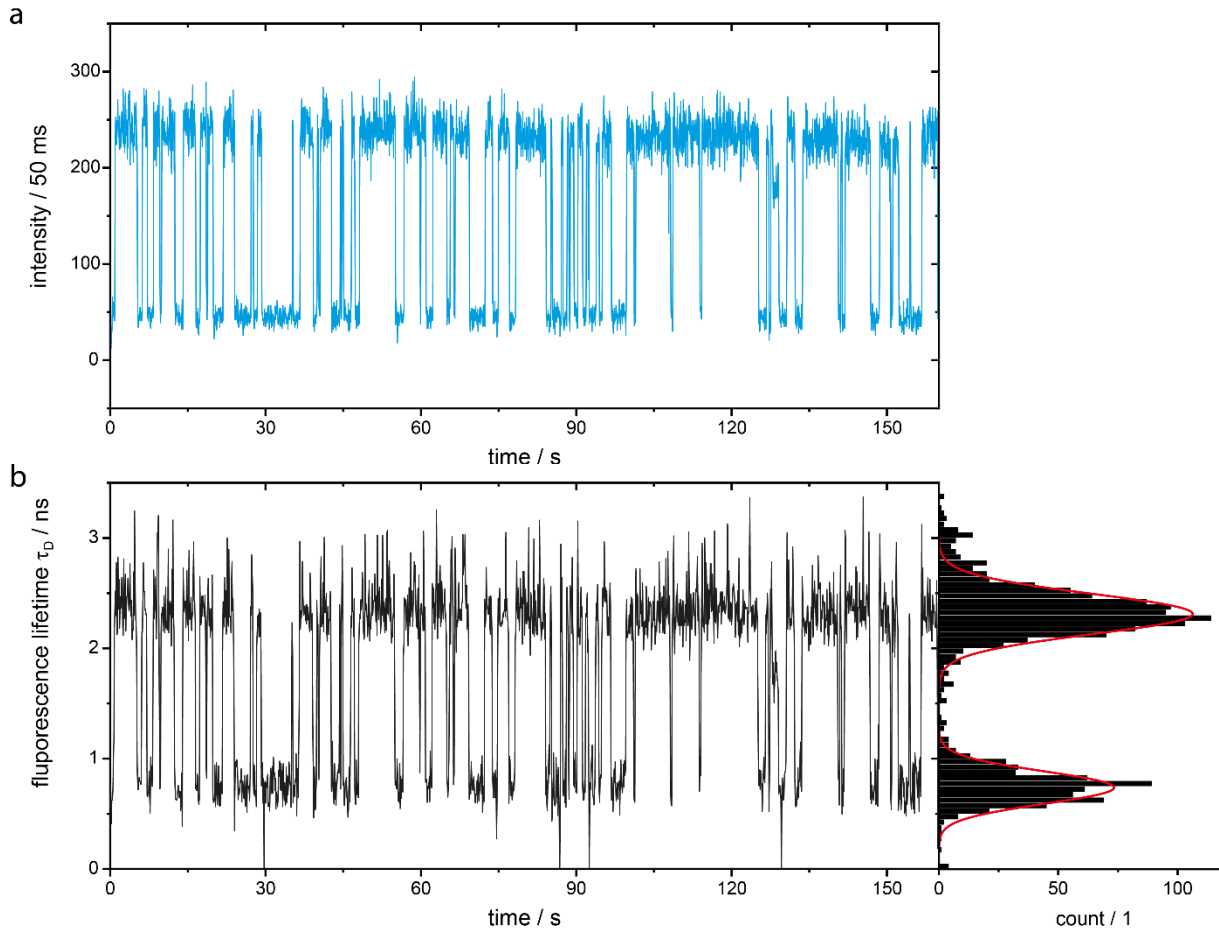 a
300
200
100
0
intensity / 50 ms
0 30 60 90 120 150
time / s
b
3
2
1
0
fluporescence lifetime τD / ns
0 30 60 90 120 150
time / s
0 50 100
count / 1